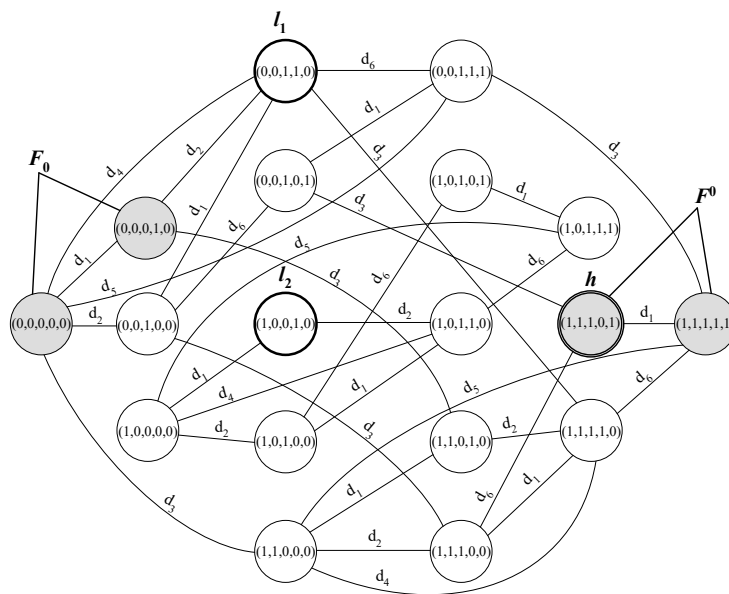 l1
(0,0,1,1,0) d6 (0,0,1,1,1)
d1
d4 d2 d3 d3
F0 (0,0,1,0,1) (1,0,1,0,1) d1 F0
d1 d3
(0,0,0,1,0) d6 (1,0,1,1,1)
d1 d5 d3 d6 d6
d5 l2 h
(0,0,0,0,0) d2 (0,0,1,0,0) (1,0,0,1,0) d2 (1,0,1,1,0) (1,1,1,0,1) d1 (1,1,1,1,1)
d1 d4 d1 d5 d6
(1,0,0,0,0) d2 (1,0,1,0,0) d3 (1,1,0,1,0) d2 (1,1,1,1,0)
d1 d6 d1
d3
(1,1,0,0,0) d2 (1,1,1,0,0)
d4